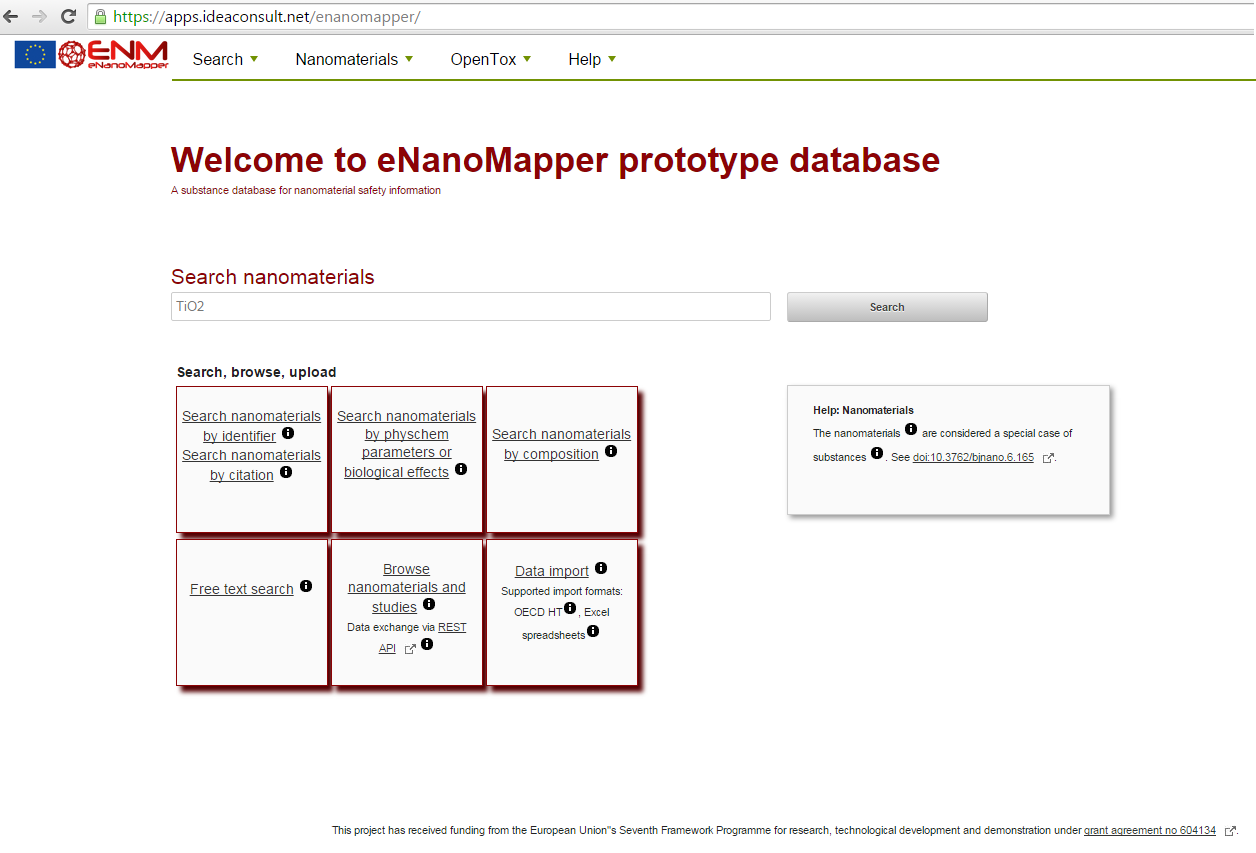 https://apps.ideaconsult.net/enanomapper/
ENM
eNanoMapper
Search
Nanomaterials
OpenTox
Help
Welcome to eNanoMapper prototype database
A substance database for nanomaterial safety information
Search nanomaterials
TiO2
Search
Search, browse, upload
Search nanomaterials
by identifier
Search nanomaterials
by citation
Search nanomaterials
by physchem
parameters or
biological effects
Search nanomaterials
by composition
Help: Nanomaterials
The nanomaterials are considered a special case of
substances . See doi:10.3762/bjnano.6.165 .
Free text search
Browse
nanomaterials and
studies
Data exchange via REST
API
Data import
Supported import formats:
OECD HT , Excel
spreadsheets
This project has received funding from the European Union"s Seventh Framework Programme for research, technological development and demonstration under grant agreement no 604134 .